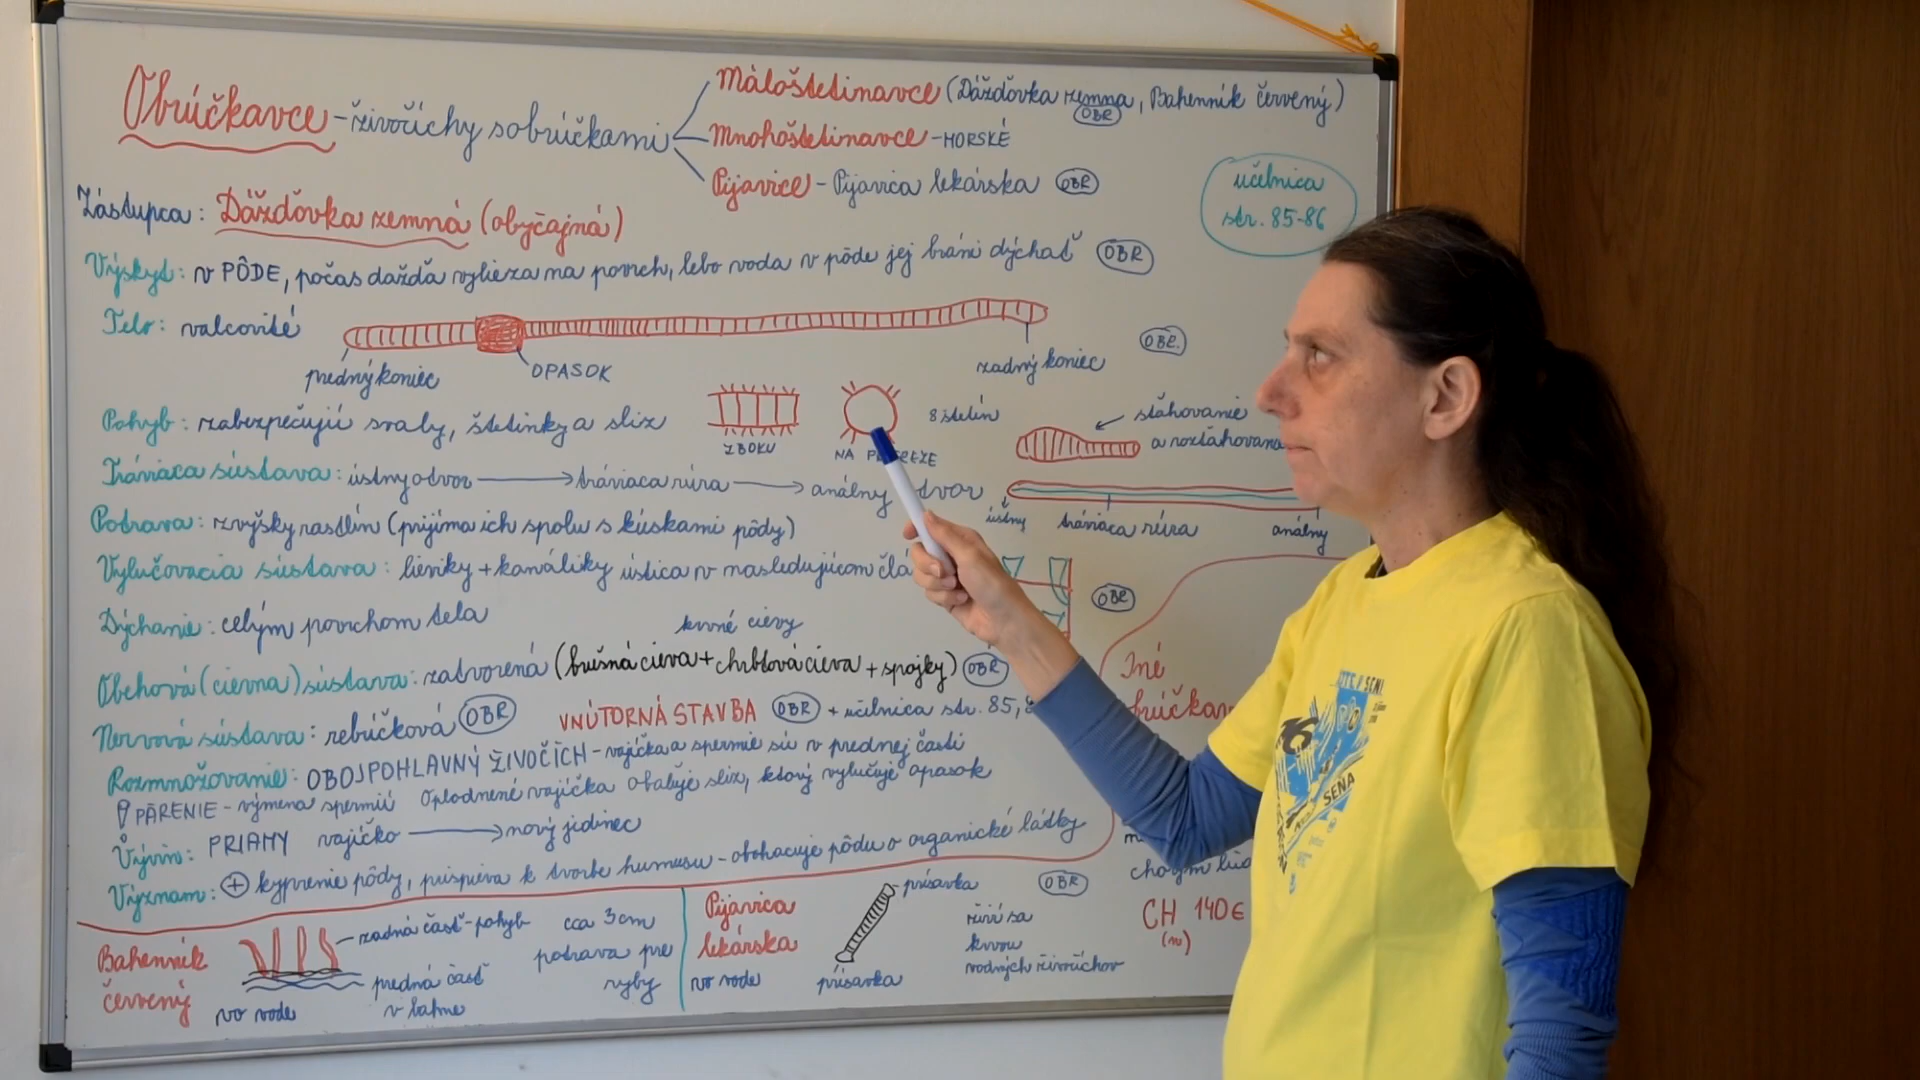 Obrúčkavce - živočíchy s obrúčkami
Máloštetinavce (Dážďovka zemná, Bahenník červený)
OBR
Mnohoštetinavce - MORSKÉ
Pijavice - Pijavica lekárska OBR
učebnica
str. 85-86
Zástupca: Dážďovka zemná (obyčajná)
Výskyt: v PÔDE, počas dažďa vylieza na povrch, lebo voda v pôde jej bráni dýchať OBR
Telo: valcovité
predný koniec
OPASOK
zadný koniec
OBR.
Pohyb: zabezpečujú svaly, štetinky a sliz
ZBOKU
NA PRIEREZE
8 štetín
sťahovanie
a rozťahovanie
Tráviaca sústava: ústny otvor → tráviaca rúra → análny otvor
ústny
tráviaca rúra
análny
Potrava: zvyšky rastlín (prijíma ich spolu s kúskami pôdy)
Vylučovacia sústava: lieviky + kanáliky ústiace v nasledujúcom člá
OBR
Dýchanie: celým povrchom tela
krvné cievy
Obehová (cievna) sústava: zatvorená (brušná cieva + chrbtová cieva + spojky) OBR
Nervová sústava: rebríčková OBR
VNÚTORNÁ STAVBA OBR + učebnica str. 85,8
Rozmnožovanie: OBOJPOHLAVNÝ ŽIVOČÍCH - vajíčka a spermie sú v prednej časti
PÁRENIE - výmena spermií Oplodnené vajíčka obaľuje sliz, ktorý vylučuje opasok
Vývin: PRIAMY vajíčko → nový jedinec
Význam: + kyprenie pôdy, prispieva k tvorbe humusu - obohacuje pôdu o organické látky
Iné
brúčkav
CH 140 €
(n)
Bahenník
červený
vo vode
zadná časť - pohyb
predná časť
v bahne
cca 3 cm
potrava pre
ryby
Pijavica
lekárska
vo vode
prísavka
prísavka
OBR
živí sa
krvou
vodných živočíchov
SENA